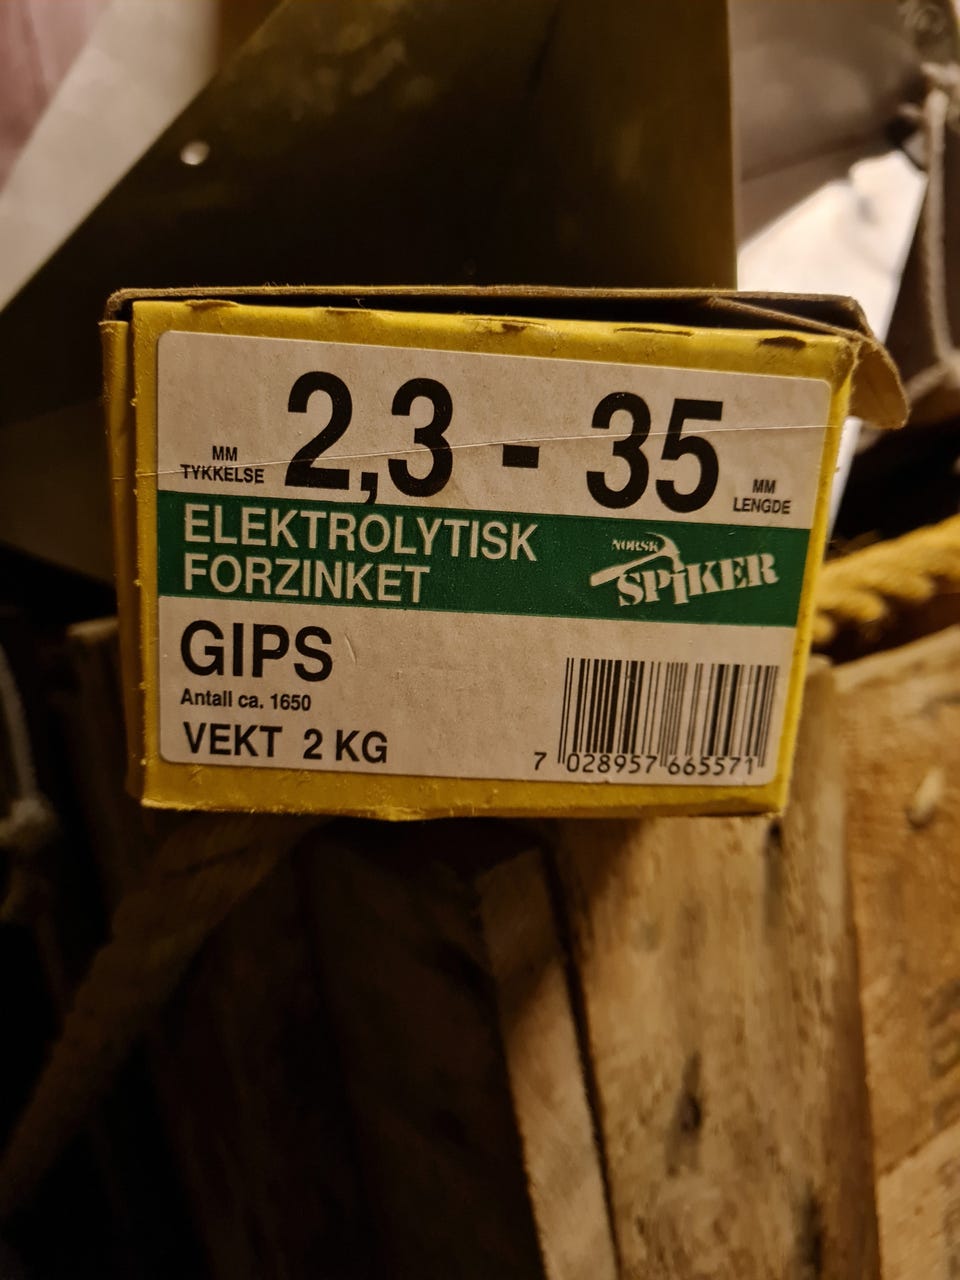 MM
TYKKELSE
2,3 - 35
MM
LENGDE
ELEKTROLYTISK
FORZINKET
NORSK
SPiKER
GIPS
Antall ca. 1650
VEKT 2 KG
7 028957 665571